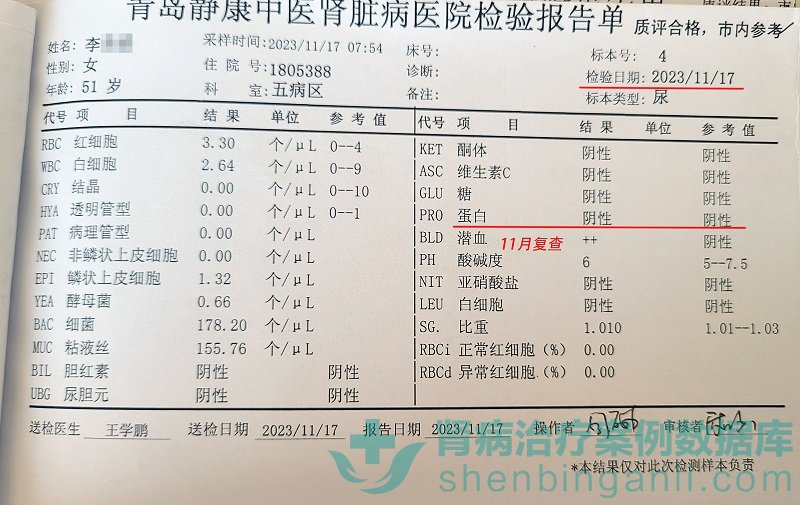 青岛静康中医肾脏病医院检验报告单 质评合格，市内参考
姓名：李 采样时间：2023/11/17 07:54 床号： 标本号： 4
性别：女 住 院 号：1805388 诊断： 检验日期：2023/11/17
年龄：51 岁 科 室：五病区 备注： 标本类型：尿
代号 项 目 结 果 单位 参 考 值 代号 项 目 结 果 单位 参 考 值
RBC 红细胞 3.30 个/μL 0--4 KET 酮体 阴性 阴性
WBC 白细胞 2.64 个/μL 0--9 ASC 维生素C 阴性 阴性
CRY 结晶 0.00 个/μL 0--10 GLU 糖 阴性 阴性
HYA 透明管型 0.00 个/μL 0--1 PRO 蛋白 阴性 阴性
PAT 病理管型 0.00 个/μL BLD 潜血 11月复查 ++ 阴性
NEC 非鳞状上皮细胞 0.00 个/μL PH 酸碱度 6 5--7.5
EPI 鳞状上皮细胞 1.32 个/μL NIT 亚硝酸盐 阴性 阴性
YEA 酵母菌 0.66 个/μL LEU 白细胞 阴性 阴性
BAC 细菌 178.20 个/μL SG. 比重 1.010 1.01--1.03
MUC 粘液丝 155.76 个/μL RBCi 正常红细胞（%） 0.00
BIL 胆红素 阴性 阴性 RBCd 异常红细胞（%） 0.00
UBG 尿胆元 阴性 阴性
送检医生 王学鹏 送检日期 2023/11/17 报告日期 2023/11/17 操作者 审核者
*本结果仅对此次检测样本负责
肾病治疗案例数据库
shenbinganli.com